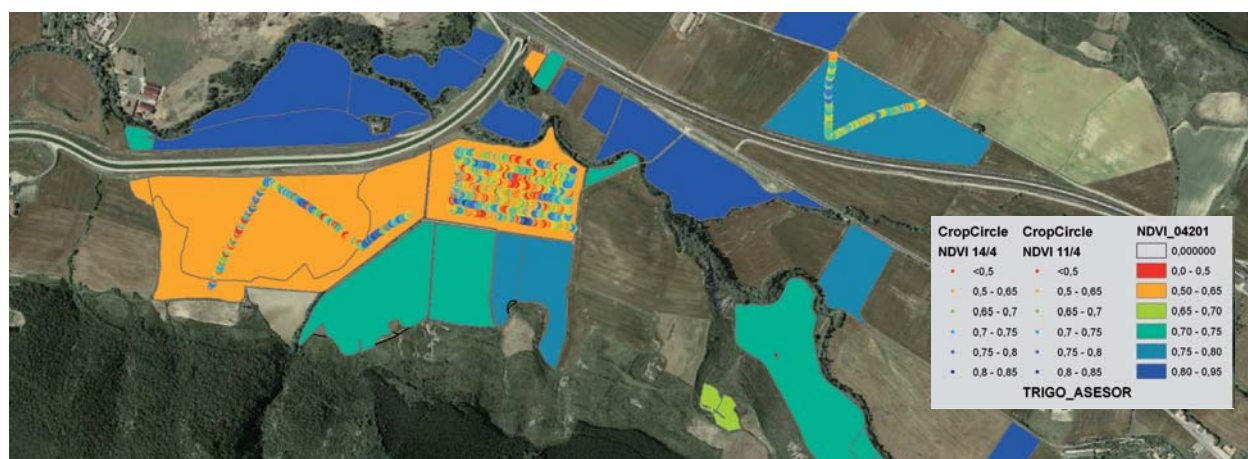 CropCircle CropCircle NDVI_04201
NDVI 14/4 NDVI 11/4 0,000000
<0,5 <0,5 0,0 - 0,5
0,5 - 0,65 0,5 - 0,65 0,50 - 0,65
0,65 - 0,7 0,65 - 0,7 0,65 - 0,70
0,7 - 0,75 0,7 - 0,75 0,70 - 0,75
0,75 - 0,8 0,75 - 0,8 0,75 - 0,80
0,8 - 0,85 0,8 - 0,85 0,80 - 0,95
TRIGO_ASESOR